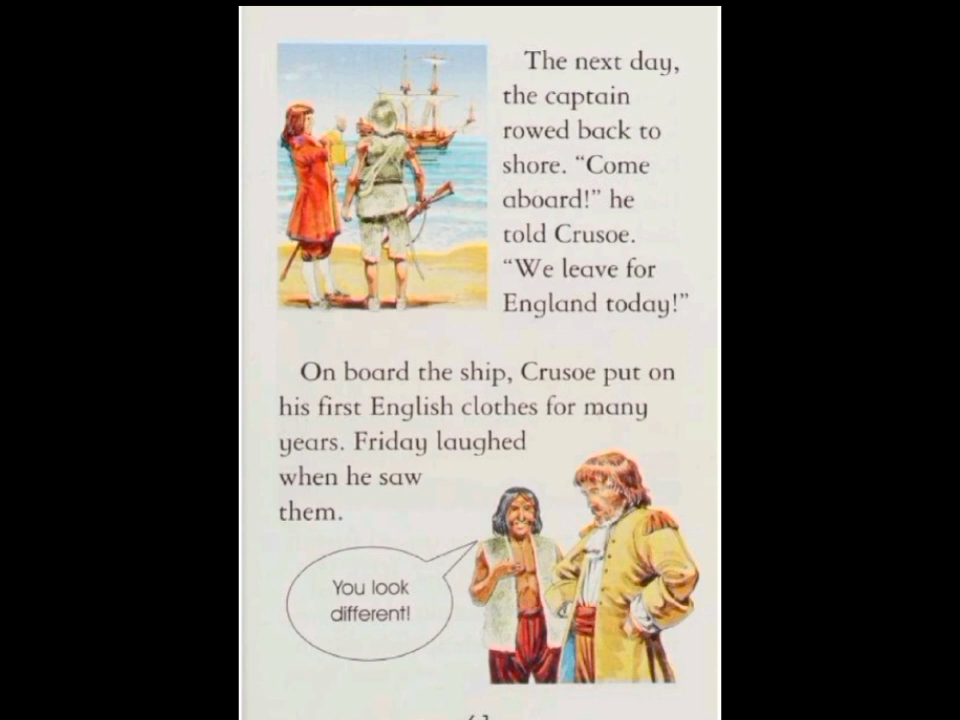 The next day,
the captain
rowed back to
shore. “Come
aboard!” he
told Crusoe.
“We leave for
England today!”
On board the ship, Crusoe put on
his first English clothes for many
years. Friday laughed
when he saw
them.
You look
different!